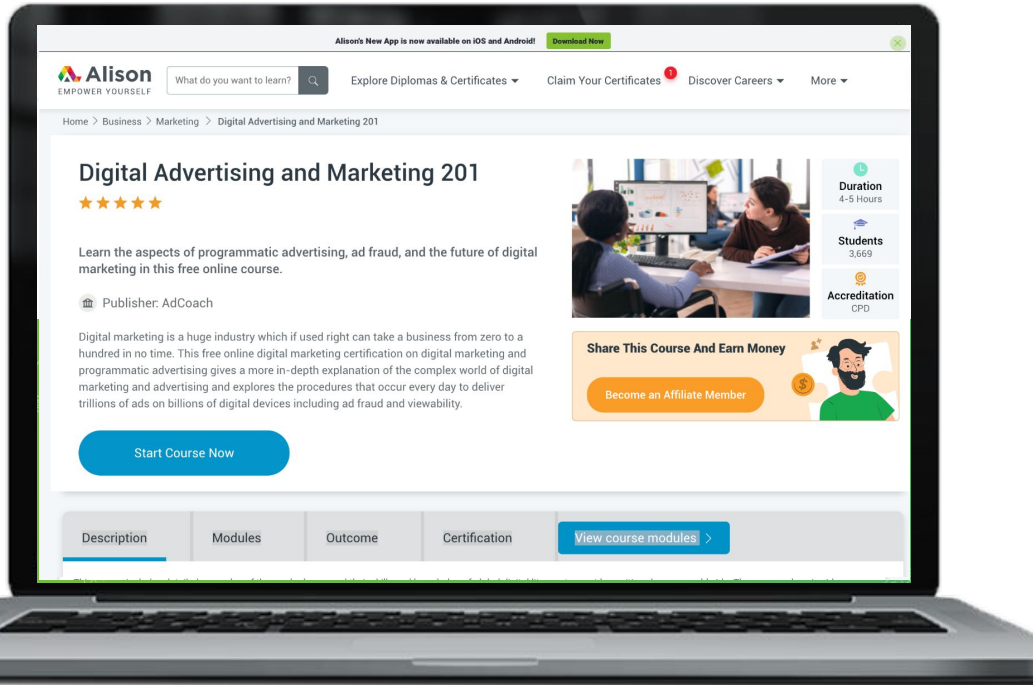 Alison's New App is now available on iOS and Android! Download Now
Alison
EMPOWER YOURSELF
What do you want to learn?
Explore Diplomas & Certificates
Claim Your Certificates 1
Discover Careers
More
Home > Business > Marketing > Digital Advertising and Marketing 201
Digital Advertising and Marketing 201
Learn the aspects of programmatic advertising, ad fraud, and the future of digital
marketing in this free online course.
Publisher: AdCoach
Digital marketing is a huge industry which if used right can take a business from zero to a
hundred in no time. This free online digital marketing certification on digital marketing and
programmatic advertising gives a more in-depth explanation of the complex world of digital
marketing and advertising and explores the procedures that occur every day to deliver
trillions of ads on billions of digital devices including ad fraud and viewability.
Start Course Now
Duration
4-5 Hours
Students
3,669
Accreditation
CPD
Share This Course And Earn Money
Become an Affiliate Member
Description
Modules
Outcome
Certification
View course modules >